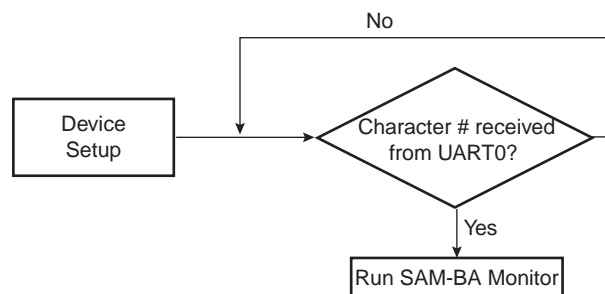 No
Device
Setup
Character # received
from UART0?
Yes
Run SAM-BA Monitor